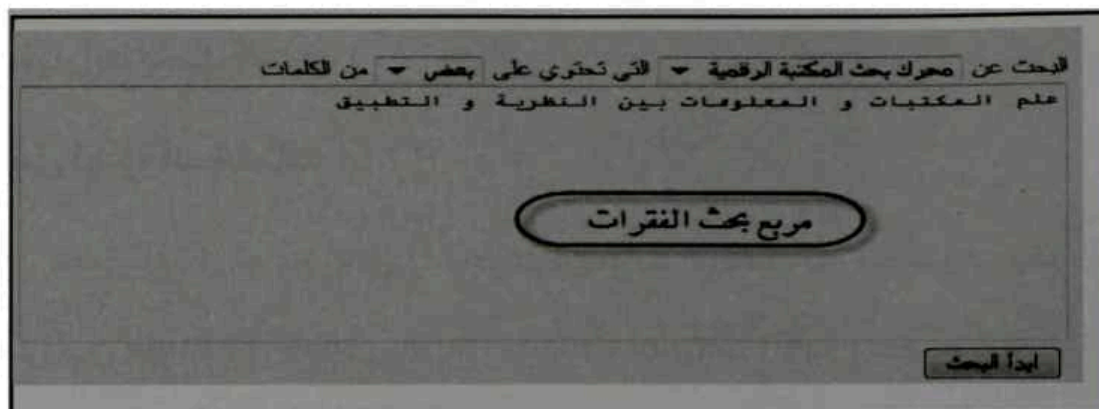 البحث عن محرك بحث المكتبة الرقمية التي تحتوي على بعض من الكلمات
علم المكتبات و المعلومات بين النظرية و التطبيق
مربع بحث الفقرات
ابدأ البحث